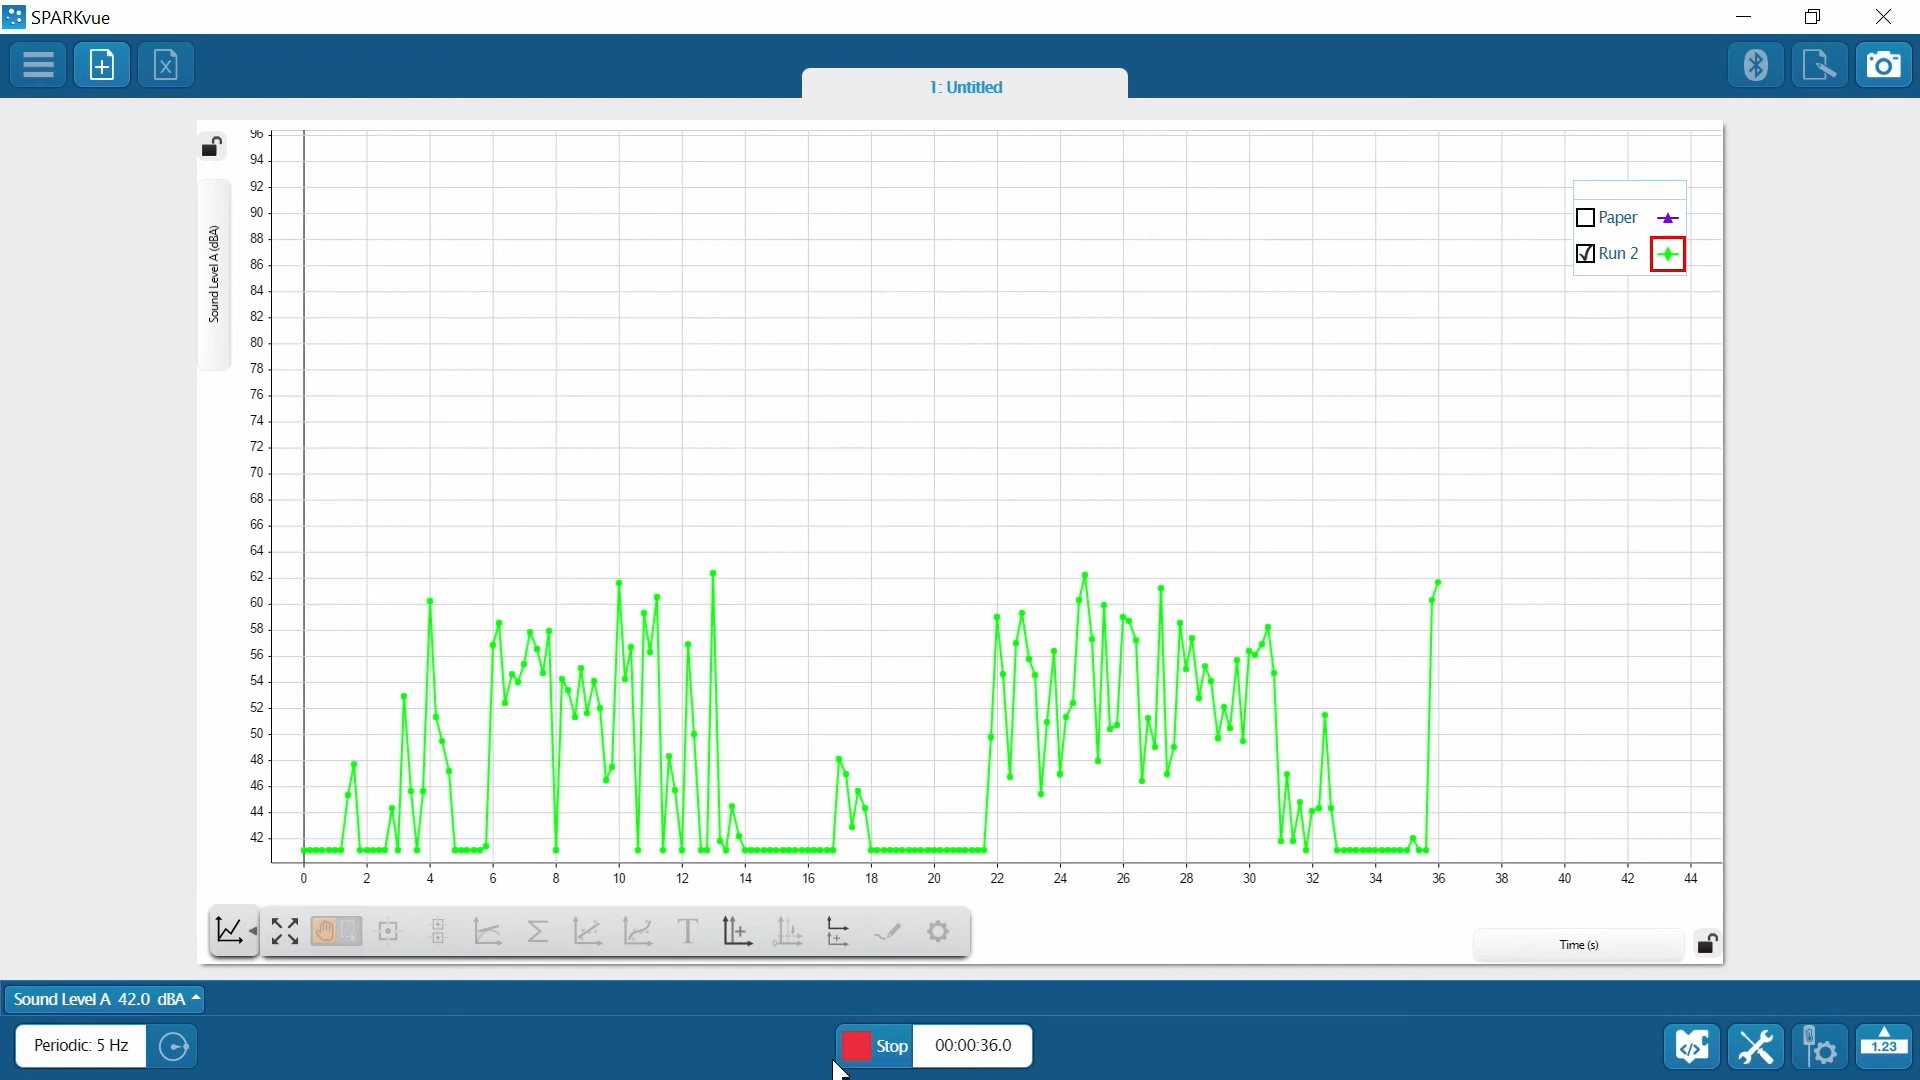 SPARKvue
1: Untitled
96
94
92
90
88
86
84
82
80
78
76
74
72
70
68
66
64
62
60
58
56
54
52
50
48
46
44
42
Sound Level A (dBA)
Paper
Run 2
0 2 4 6 8 10 12 14 16 18 20 22 24 26 28 30 32 34 36 38 40 42 44
Time (s)
Sound Level A 42.0 dBA
Periodic: 5 Hz
Stop 00:00:36.0
1.23